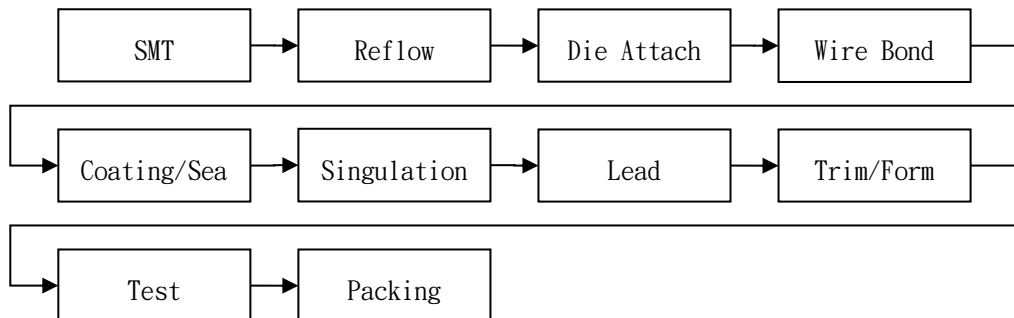 SMT
Reflow
Die Attach
Wire Bond
Coating/Sea
Singulation
Lead
Trim/Form
Test
Packing